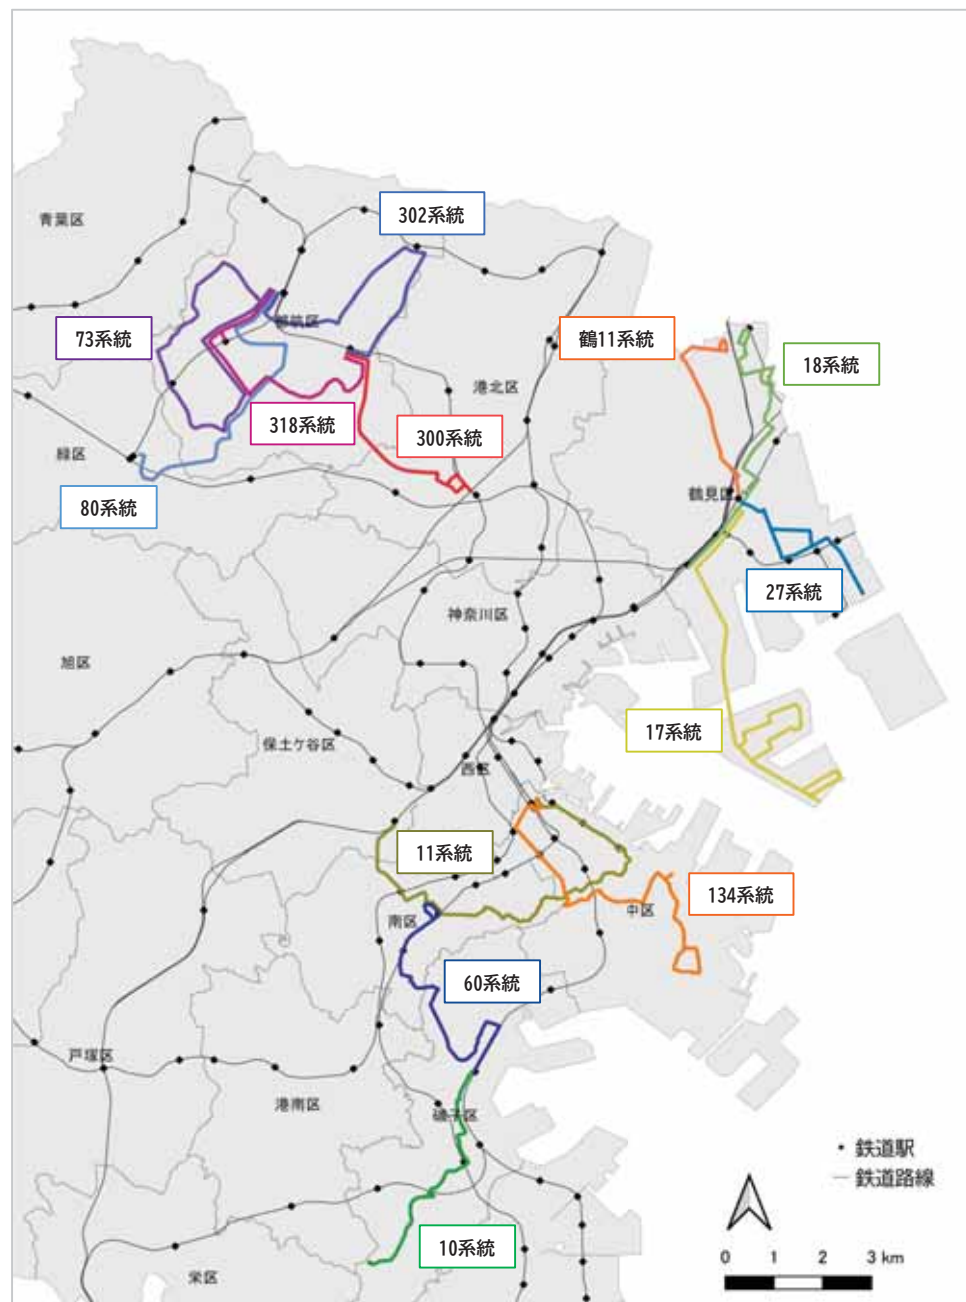 302系統
青葉区
73系統
都筑区
鶴11系統
18系統
港北区
318系統
300系統
緑区
80系統
鶴見区
27系統
神奈川区
旭区
17系統
保土ケ谷区
西区
11系統
134系統
南区
中区
60系統
戸塚区
港南区
磯子区
鉄道駅
鉄道路線
10系統
栄区
0 1 2 3 km